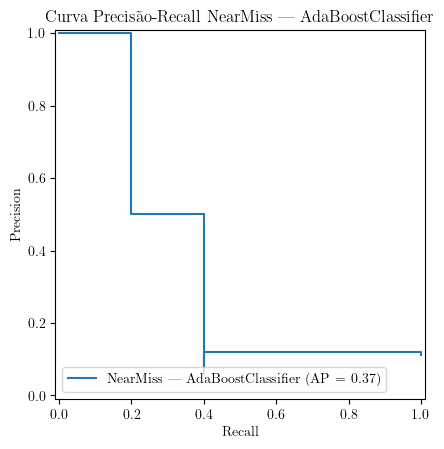 Curva Precisão-Recall NearMiss — AdaBoostClassifier
1.0
0.8
0.6
0.4
0.2
0.0
Precision
NearMiss — AdaBoostClassifier (AP = 0.37)
0.0 0.2 0.4 0.6 0.8 1.0
Recall